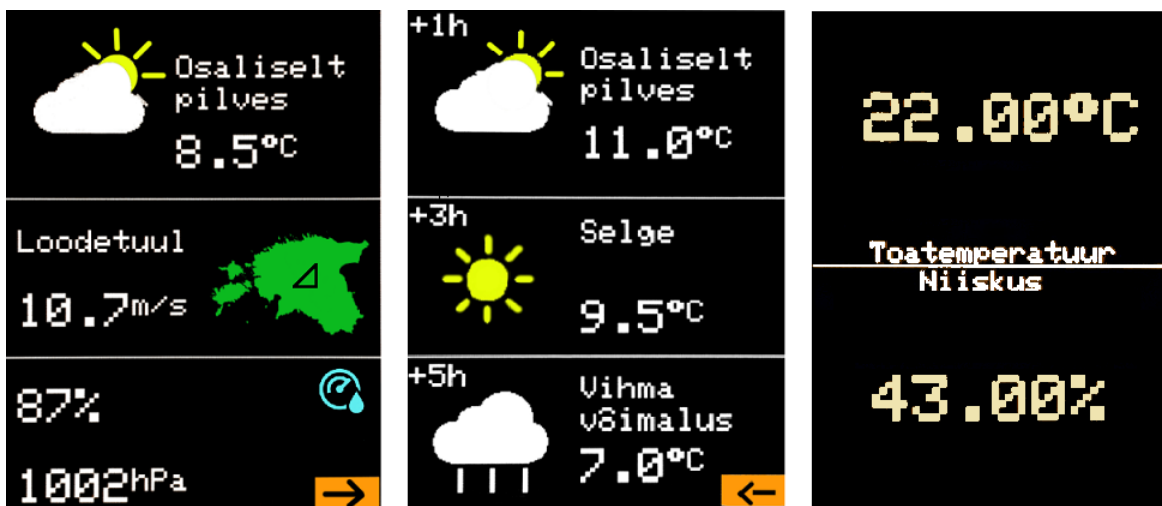 Osaliselt
pilves
8.5°C
Loodetuul
10.7m/s
87%
1002hPa
+1h
Osaliselt
pilves
11.0°C
+3h
Selge
9.5°C
+5h
Vihma
võimalus
7.0°C
22.00°C
Toatemperatuur
Niiskus
43.00%